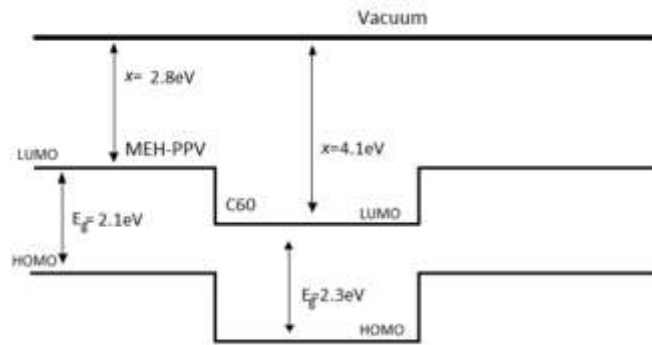 Vacuum
x= 2.8eV
LUMO
MEH-PPV
x=4.1eV
C60
LUMO
Eg=2.1eV
HOMO
Eg=2.3eV
HOMO